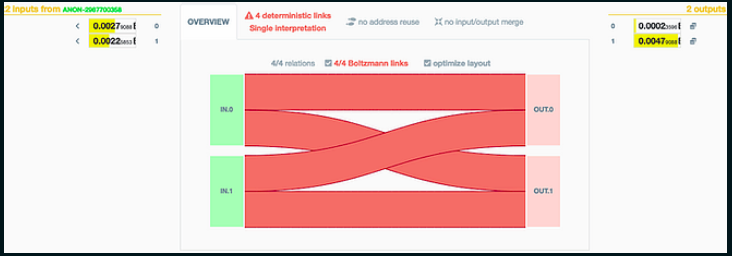 2 inputs from ANON-2987700358
2 outputs
< 0.00279088 Ƀ 0
< 0.00225853 Ƀ 1
OVERVIEW
4 deterministic links
Single interpretation
no address reuse
no input/output merge
0 0.00023596 Ƀ
1 0.00479088 Ƀ
4/4 relations
4/4 Boltzmann links
optimize layout
IN.0
OUT.0
IN.1
OUT.1